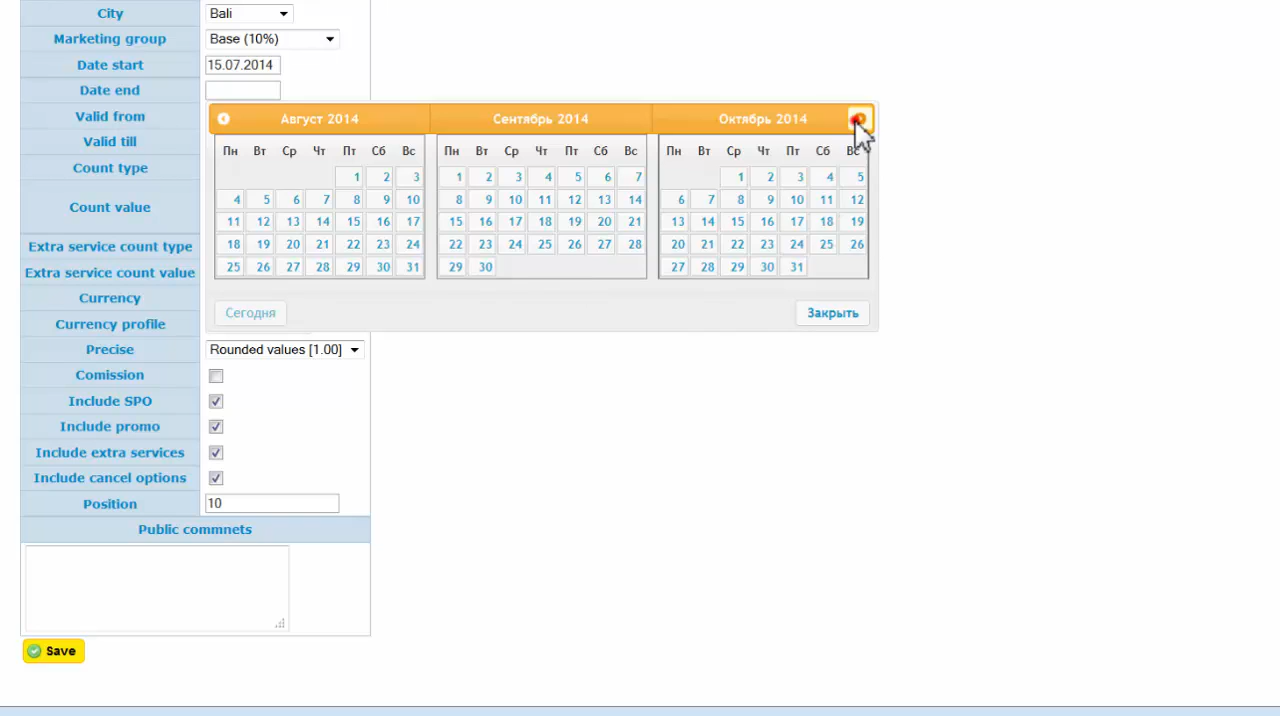 City Bali
Marketing group Base (10%)
Date start 15.07.2014
Date end
Valid from
Valid till
Count type
Count value
Extra service count type
Extra service count value
Currency
Currency profile
Август 2014 Сентябрь 2014 Октябрь 2014
Пн Вт Ср Чт Пт Сб Вс Пн Вт Ср Чт Пт Сб Вс Пн Вт Ср Чт Пт Сб Вс
1 2 3 1 2 3 4 5 6 7 1 2 3 4 5
4 5 6 7 8 9 10 8 9 10 11 12 13 14 6 7 8 9 10 11 12
11 12 13 14 15 16 17 15 16 17 18 19 20 21 13 14 15 16 17 18 19
18 19 20 21 22 23 24 22 23 24 25 26 27 28 20 21 22 23 24 25 26
25 26 27 28 29 30 31 29 30 27 28 29 30 31
Сегодня Закрыть
Precise Rounded values [1.00]
Comission
Include SPO
Include promo
Include extra services
Include cancel options
Position 10
Public commnets
Save